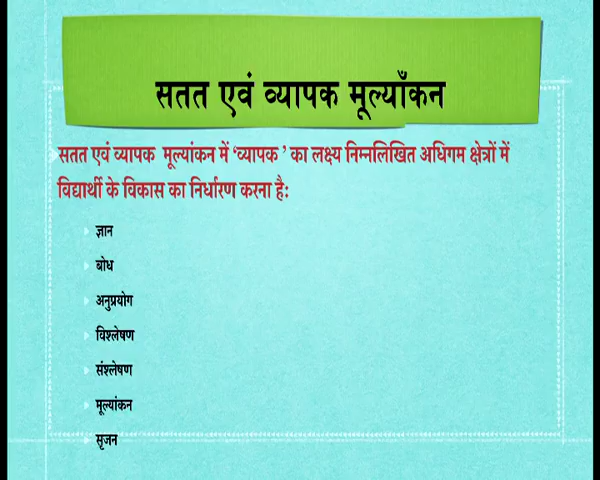 सतत एवं व्यापक मूल्याँकन
सतत एवं व्यापक मूल्यांकन में ‘व्यापक ’ का लक्ष्य निम्नलिखित अधिगम क्षेत्रों में
विद्यार्थी के विकास का निर्धारण करना है:
ज्ञान
बोध
अनुप्रयोग
विश्लेषण
संश्लेषण
मूल्यांकन
सृजन